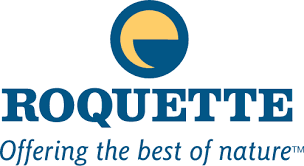 ROQUETTE
Offering the best of nature™